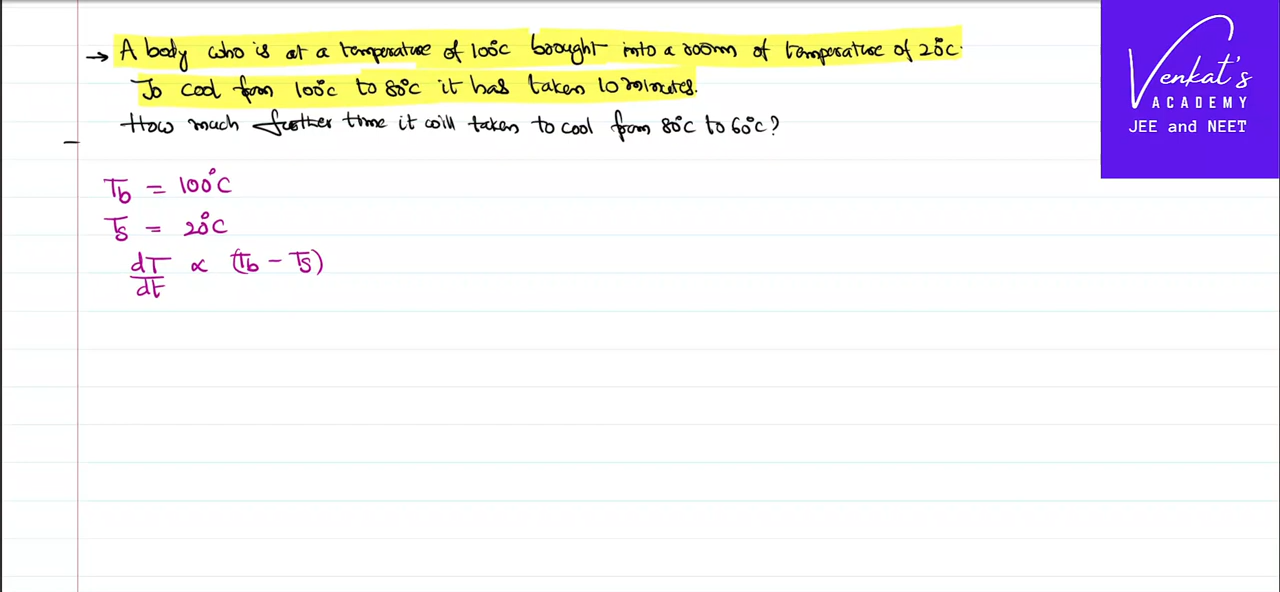 → A body who is at a temperature of 100°C brought into a room of temperature of 20°C.
To cool from 100°C to 80°C it has taken 10 minutes.
How much further time it will taken to cool from 80°C to 60°C?
Tb = 100°C
Ts = 20°C
dT/dt ∝ (Tb - Ts)
Venkat's
ACADEMY
JEE and NEET